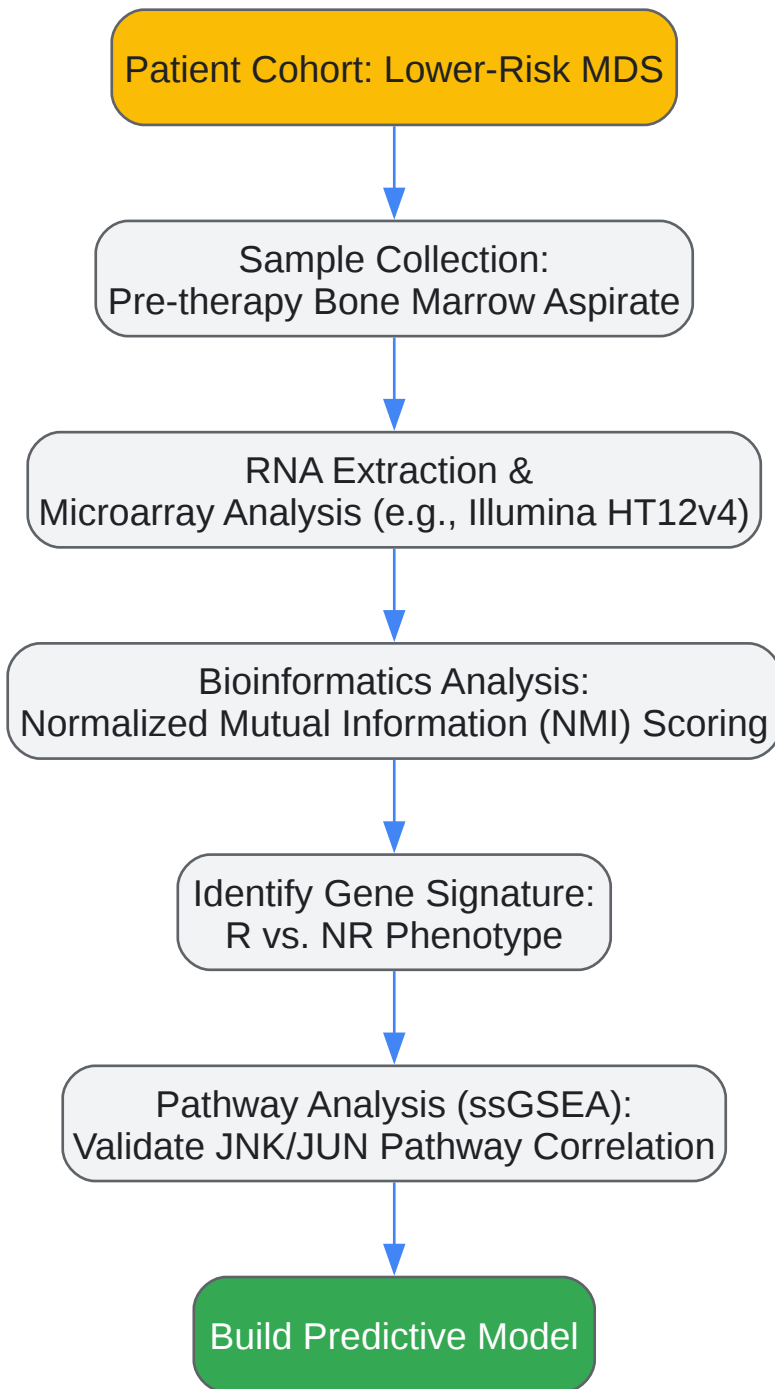 Patient Cohort: Lower-Risk MDS
Sample Collection:
Pre-therapy Bone Marrow Aspirate
RNA Extraction &
Microarray Analysis (e.g., Illumina HT12v4)
Bioinformatics Analysis:
Normalized Mutual Information (NMI) Scoring
Identify Gene Signature:
R vs. NR Phenotype
Pathway Analysis (ssGSEA):
Validate JNK/JUN Pathway Correlation
Build Predictive Model